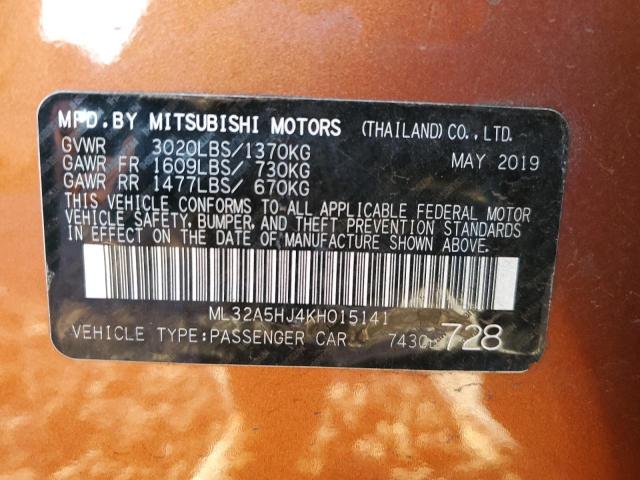 MFD.BY MITSUBISHI MOTORS (THAILAND) CO.,LTD.
GVWR 3020LBS/1370KG MAY 2019
GAWR FR 1609LBS/ 730KG
GAWR RR 1477LBS/ 670KG
THIS VEHICLE CONFORMS TO ALL APPLICABLE FEDERAL MOTOR
VEHICLE SAFETY, BUMPER, AND THEFT PREVENTION STANDARDS
IN EFFECT ON THE DATE OF MANUFACTURE SHOWN ABOVE.
ML32A5HJ4KH015141
VEHICLE TYPE:PASSENGER CAR 728